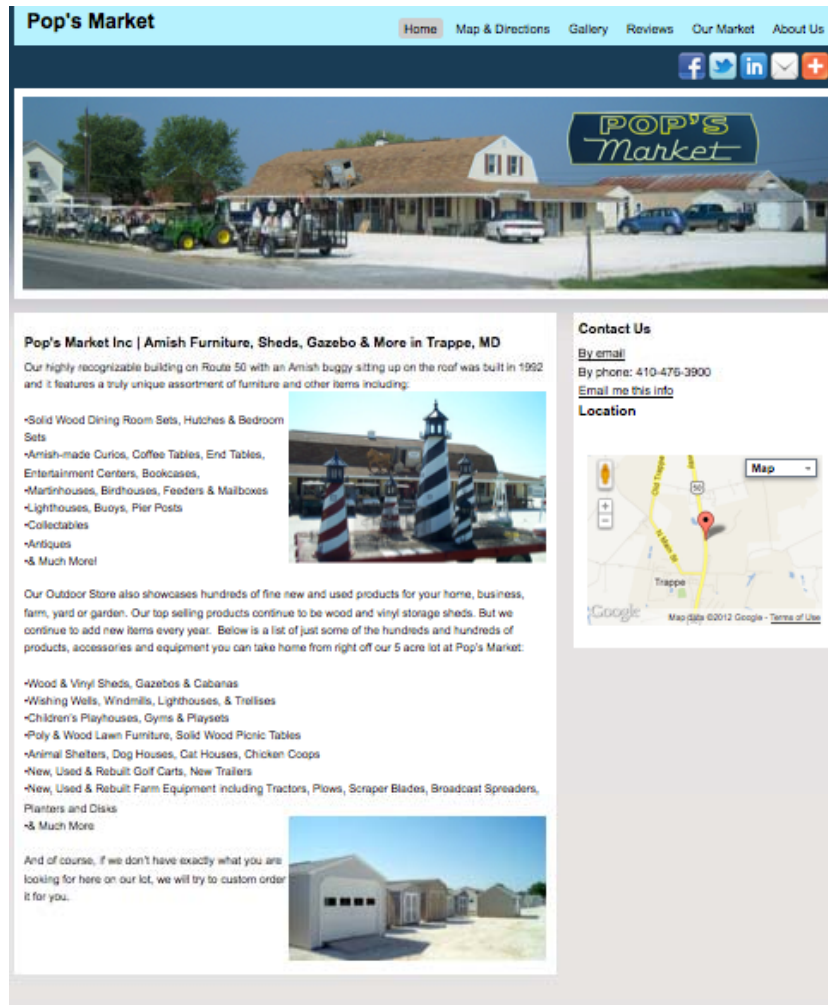 Pop's Market
Home Map & Directions Gallery Reviews Our Market About Us
POP'S
Market
Pop's Market Inc | Amish Furniture, Sheds, Gazebo & More in Trappe, MD
Our highly recognizable building on Route 50 with an Amish buggy sitting up on the roof was built in 1992
and it features a truly unique assortment of furniture and other items including:
•Solid Wood Dining Room Sets, Hutches & Bedroom
Sets
•Amish-made Curios, Coffee Tables, End Tables,
Entertainment Centers, Bookcases,
•Martinhouses, Birdhouses, Feeders & Mailboxes
•Lighthouses, Buoys, Pier Posts
•Collectables
•Antiques
•& Much More!
Our Outdoor Store also showcases hundreds of fine new and used products for your home, business,
farm, yard or garden. Our top selling products continue to be wood and vinyl storage sheds. But we
continue to add new items every year. Below is a list of just some of the hundreds and hundreds of
products, accessories and equipment you can take home from right off our 5 acre lot at Pop's Market:
•Wood & Vinyl Sheds, Gazebos & Cabanas
•Wishing Wells, Windmills, Lighthouses, & Trellises
•Children's Playhouses, Gyms & Playsets
•Poly & Wood Lawn Furniture, Solid Wood Picnic Tables
•Animal Shelters, Dog Houses, Cat Houses, Chicken Coops
•New, Used & Rebuilt Golf Carts, New Trailers
•New, Used & Rebuilt Farm Equipment including Tractors, Plows, Scraper Blades, Broadcast Spreaders,
Planters and Disks
•& Much More
And of course, if we don't have exactly what you are
looking for here on our lot, we will try to custom order
it for you.
Contact Us
By email
By phone: 410-476-3900
Email me this info
Location
Map
Old Trappe
50
N Main St
Trappe
Google
Map data ©2012 Google - Terms of Use